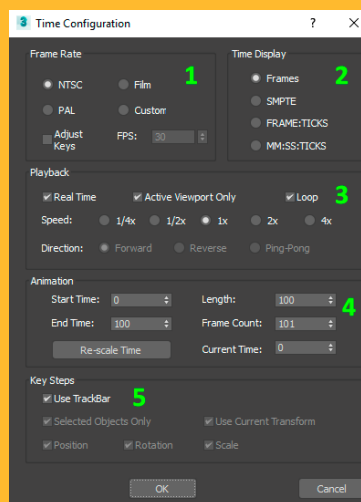 3 Time Configuration ? X
Frame Rate
NTSC Film 1
PAL Custom
Adjust Keys FPS: 30
Time Display
Frames 2
SMPTE
FRAME:TICKS
MM:SS:TICKS
Playback
Real Time Active Viewport Only Loop 3
Speed: 1/4x 1/2x 1x 2x 4x
Direction: Forward Reverse Ping-Pong
Animation
Start Time: 0 Length: 100 4
End Time: 100 Frame Count: 101
Re-scale Time Current Time: 0
Key Steps
Use TrackBar 5
Selected Objects Only Use Current Transform
Position Rotation Scale
OK Cancel